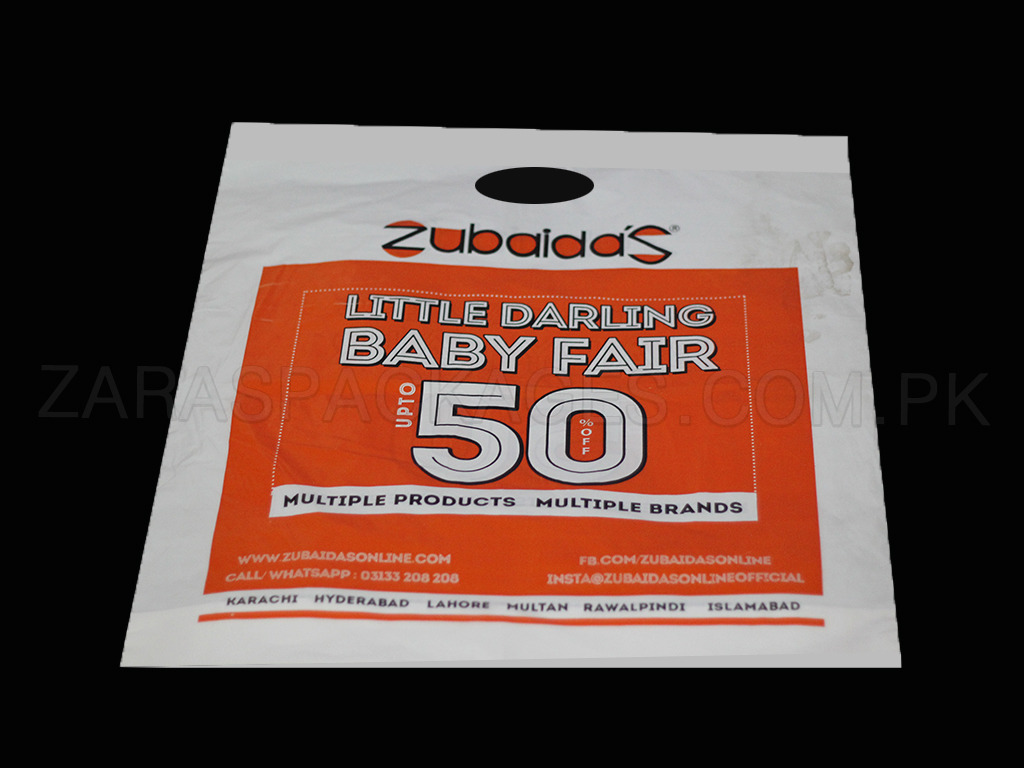 Zubaida'S®
LITTLE DARLING
BABY FAIR
UPTO
50
% OFF
MULTIPLE PRODUCTS MULTIPLE BRANDS
WWW.ZUBAIDASONLINE.COM FB.COM/ZUBAIDASONLINE
CALL/WHATSAPP : 03133 208 208 INSTA@ZUBAIDASONLINEOFFICIAL
KARACHI HYDERABAD LAHORE MULTAN RAWALPINDI ISLAMABAD
ZARASPACKAGES.COM.PK